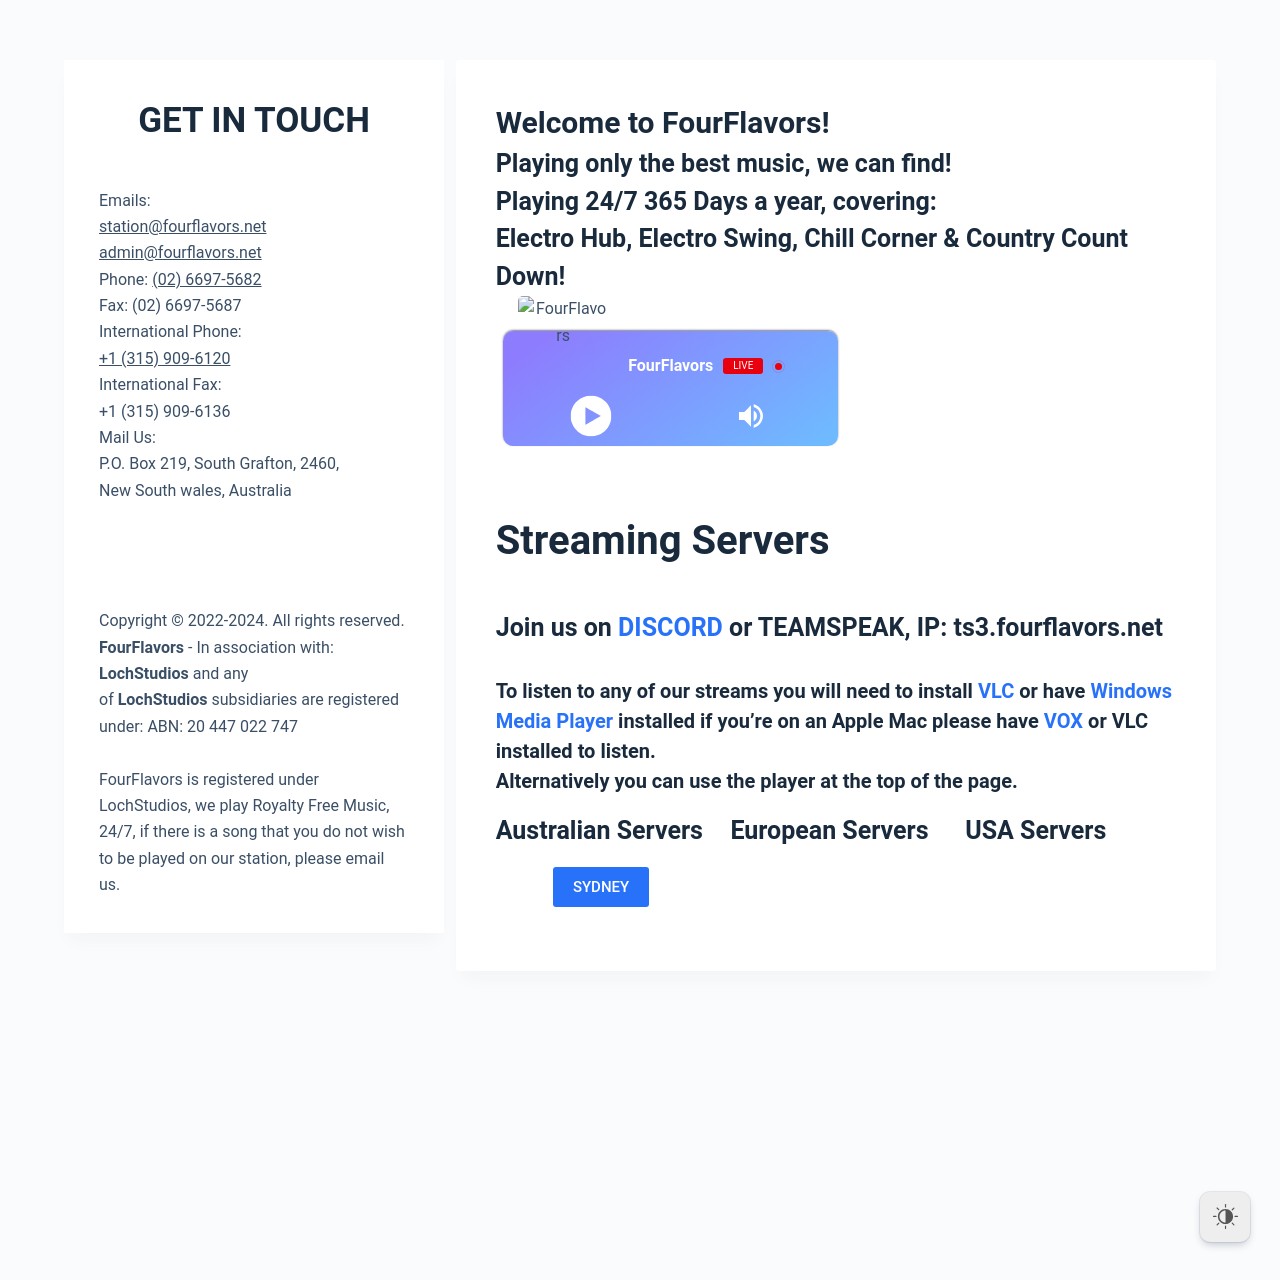 GET IN TOUCH
Emails:
station@fourflavors.net
admin@fourflavors.net
Phone: (02) 6697-5682
Fax: (02) 6697-5687
International Phone:
+1 (315) 909-6120
International Fax:
+1 (315) 909-6136
Mail Us:
P.O. Box 219, South Grafton, 2460,
New South wales, Australia
Copyright © 2022-2024. All rights reserved.
FourFlavors - In association with:
LochStudios and any
of LochStudios subsidiaries are registered
under: ABN: 20 447 022 747
FourFlavors is registered under
LochStudios, we play Royalty Free Music,
24/7, if there is a song that you do not wish
to be played on our station, please email
us.
Welcome to FourFlavors!
Playing only the best music, we can find!
Playing 24/7 365 Days a year, covering:
Electro Hub, Electro Swing, Chill Corner & Country Count
Down!
FourFlavo
rs
FourFlavors LIVE
Streaming Servers
Join us on DISCORD or TEAMSPEAK, IP: ts3.fourflavors.net
To listen to any of our streams you will need to install VLC or have Windows
Media Player installed if you’re on an Apple Mac please have VOX or VLC
installed to listen.
Alternatively you can use the player at the top of the page.
Australian Servers European Servers USA Servers
SYDNEY